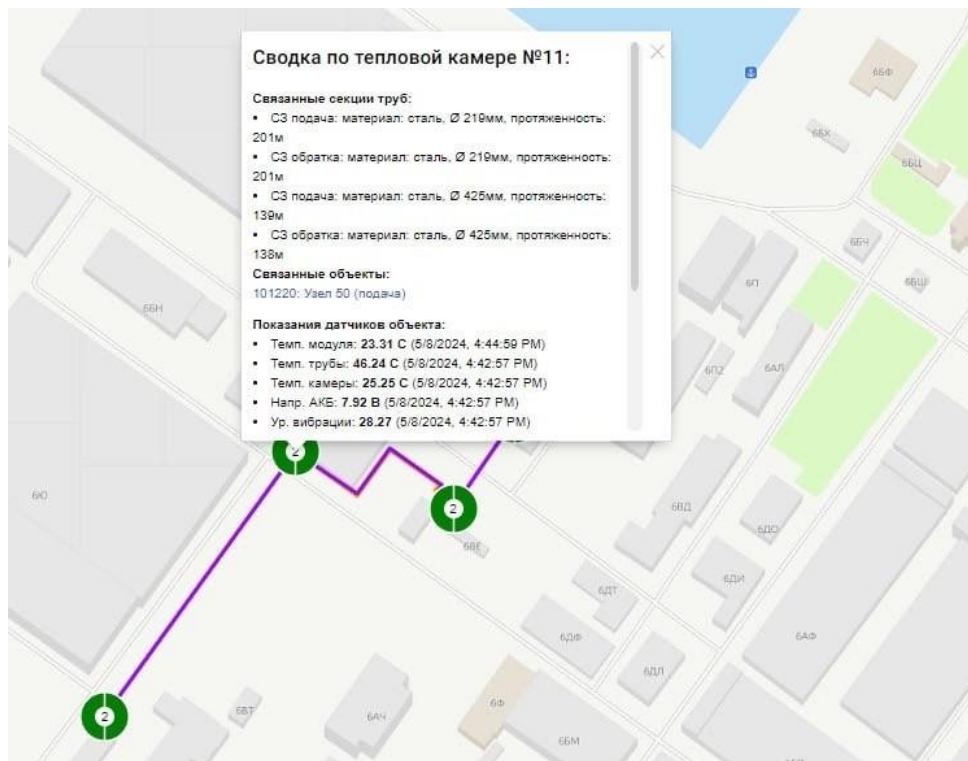 Сводка по тепловой камере №11:
Связанные секции труб:
• СЗ подача: материал: сталь, Ø 219мм, протяженность:
201м
• СЗ обратка: материал: сталь, Ø 219мм, протяженность:
201м
• СЗ подача: материал: сталь, Ø 425мм, протяженность:
139м
• СЗ обратка: материал: сталь, Ø 425мм, протяженность:
138м
Связанные объекты:
101220: Узел 50 (подача)
Показания датчиков объекта:
• Темп. модуля: 23.31 С (5/8/2024, 4:44:59 PM)
• Темп. трубы: 46.24 С (5/8/2024, 4:42:57 PM)
• Темп. камеры: 25.25 С (5/8/2024, 4:42:57 PM)
• Напр. АКБ: 7.92 В (5/8/2024, 4:42:57 PM)
• Ур. вибрации: 28.27 (5/8/2024, 4:42:57 PM)
6БФ
6БХ
6БЦ
6БЧ
6БШ
6П
6БН
6П2
6АЛ
2
6Ю
2
6ВД
6ДО
6ВЕ
6ДИ
6ДТ
6ДФ
6АФ
6ДЛ
6Ф
2
6ВТ
6АЧ
6БМ